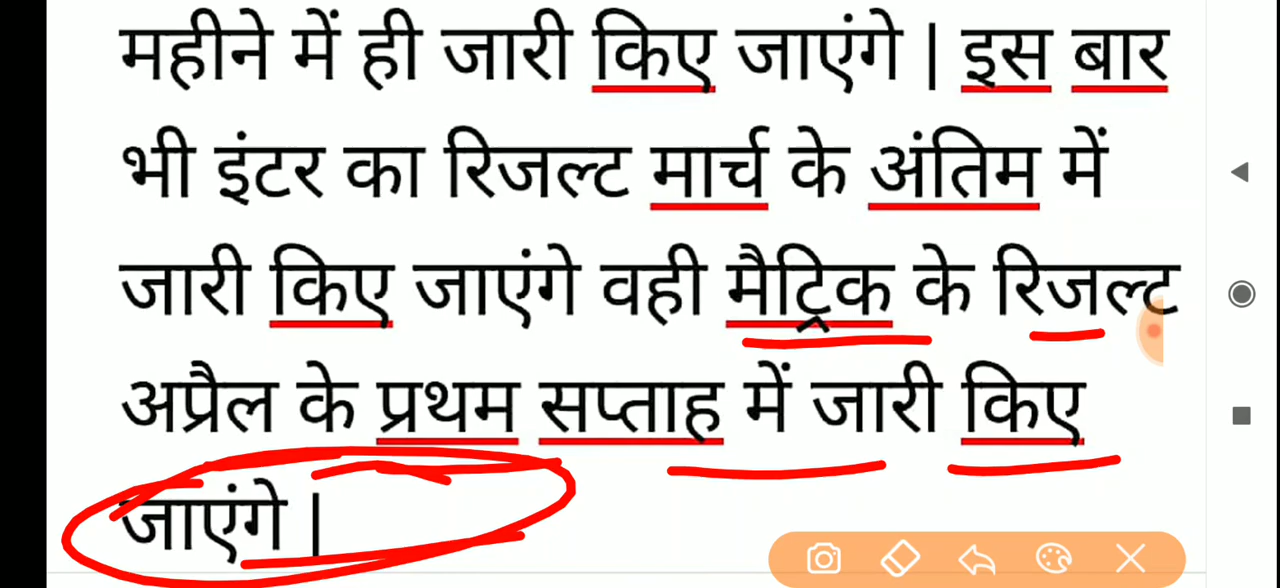 महीने में ही जारी किए जाएंगे | इस बार
भी इंटर का रिजल्ट मार्च के अंतिम में
जारी किए जाएंगे वही मैट्रिक के रिजल्ट
अप्रैल के प्रथम सप्ताह में जारी किए
जाएंगे |